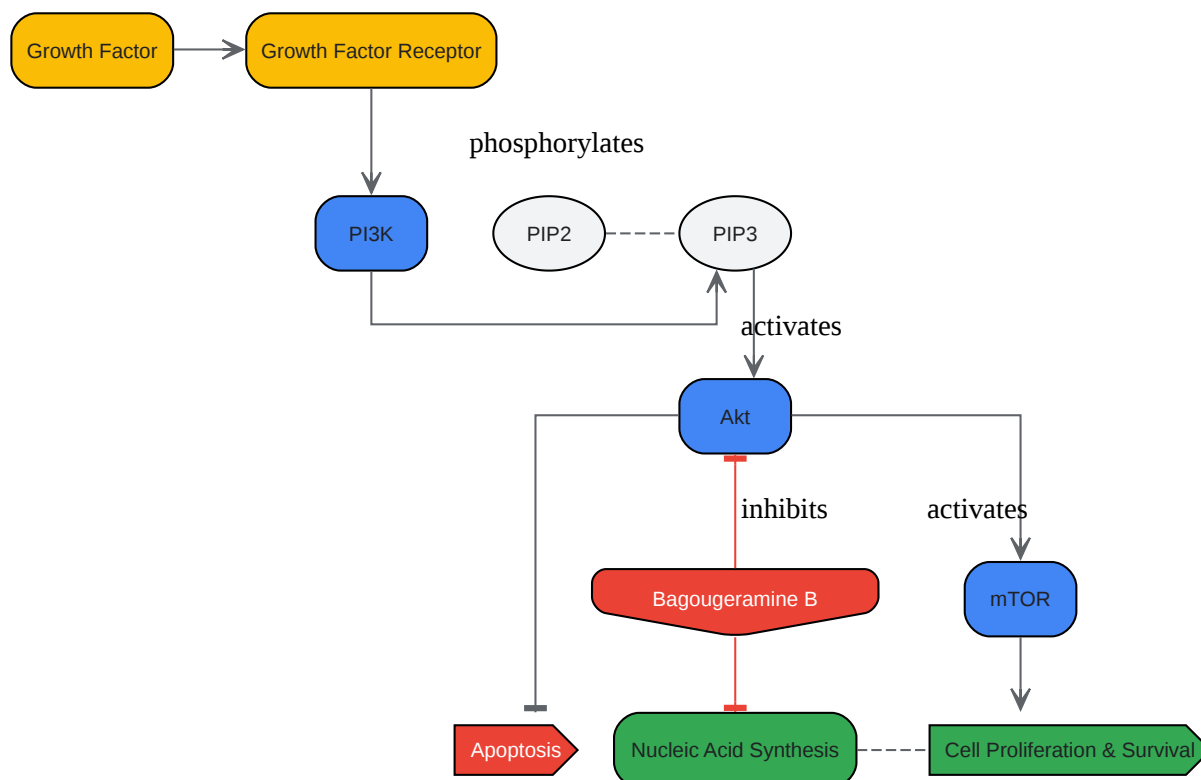 Growth Factor
Growth Factor Receptor
phosphorylates
PI3K
PIP2
PIP3
activates
Akt
inhibits
activates
Bagougeramine B
mTOR
Apoptosis
Nucleic Acid Synthesis
Cell Proliferation & Survival